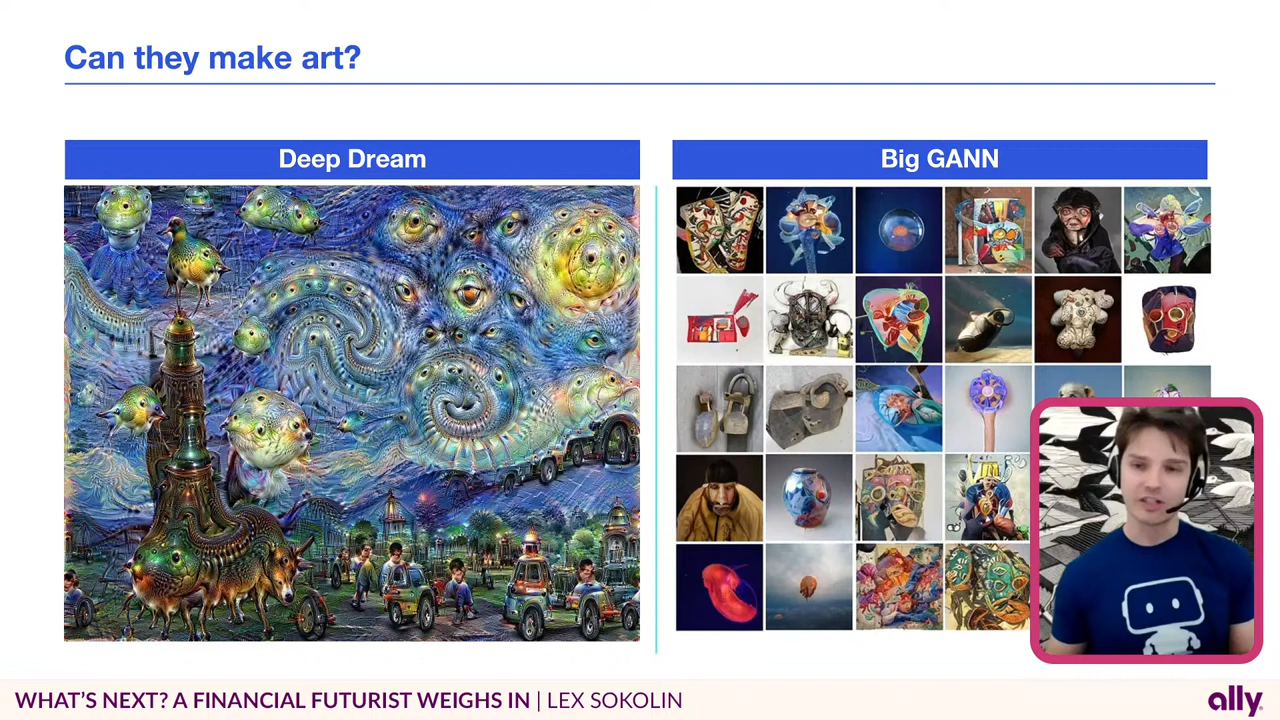 Can they make art?
Deep Dream
Big GANN
WHAT'S NEXT? A FINANCIAL FUTURIST WEIGHS IN | LEX SOKOLIN
ally